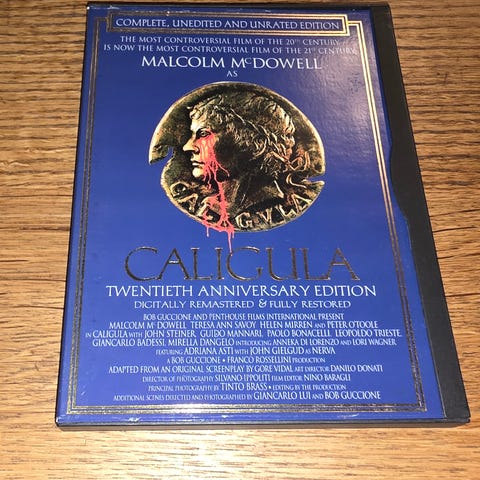 COMPLETE, UNEDITED AND UNRATED EDITION
THE MOST CONTROVERSIAL FILM OF THE 20TH CENTURY
IS NOW THE MOST CONTROVERSIAL FILM OF THE 21ST CENTURY
MALCOLM MCDOWELL
AS
CALIGVLA
CALIGULA
TWENTIETH ANNIVERSARY EDITION
DIGITALLY REMASTERED & FULLY RESTORED
BOB GUCCIONE AND PENTHOUSE FILMS INTERNATIONAL PRESENT
MALCOLM MCDOWELL, TERESA ANN SAVOY, HELEN MIRREN AND PETER O'TOOLE
IN CALIGULA WITH JOHN STEINER, GUIDO MANNARI, PAOLO BONACELLI, LEOPOLDO TRIESTE,
GIANCARLO BADESSI, MIRELLA DANGELO INTRODUCING ANNEKA DI LORENZO AND LORI WAGNER
FEATURING ADRIANA ASTI WITH JOHN GIELGUD AS NERVA
A BOB GUCCIONE • FRANCO ROSSELLINI PRODUCTION
ADAPTED FROM AN ORIGINAL SCREENPLAY BY GORE VIDAL ART DIRECTOR DANILO DONATI
DIRECTOR OF PHOTOGRAPHY SILVANO IPPOLITI FILM EDITOR NINO BARAGLI
PRINCIPAL PHOTOGRAPHY BY TINTO BRASS • EDITING BY THE PRODUCTION
ADDITIONAL SCENES DIRECTED AND PHOTOGRAPHED BY GIANCARLO LUI AND BOB GUCCIONE